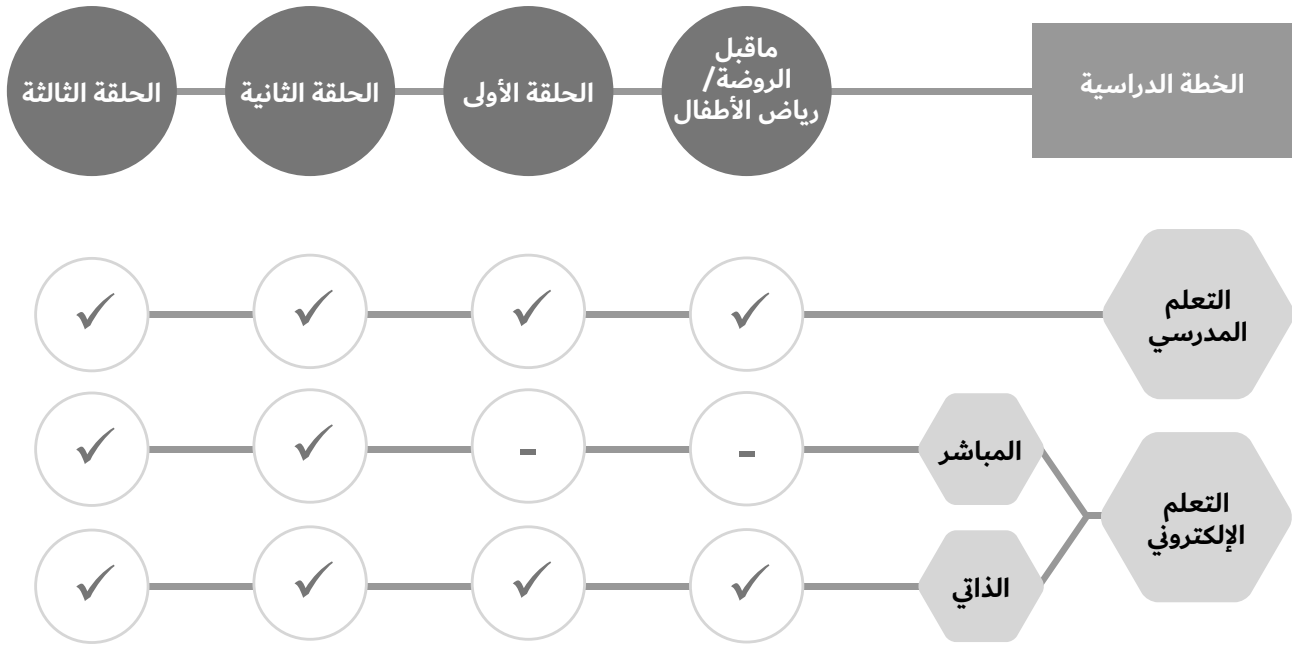 الخطة الدراسية
ماقبل
الروضة/
رياض الأطفال
الحلقة الأولى
الحلقة الثانية
الحلقة الثالثة
التعلم
المدرسي
✓ ✓ ✓ ✓
التعلم
الإلكتروني
المباشر
- - ✓ ✓
الذاتي
✓ ✓ ✓ ✓